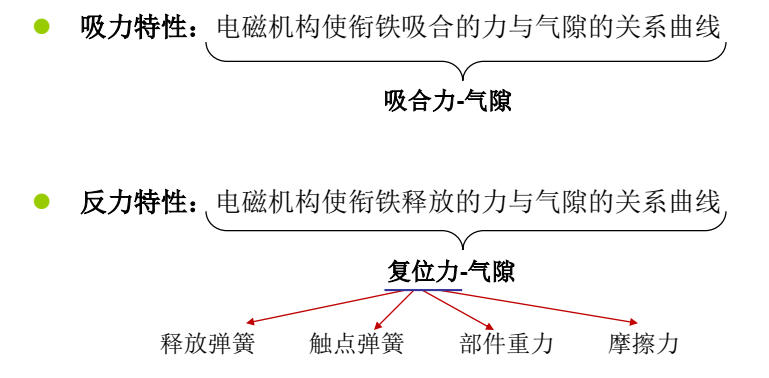 吸力特性：电磁机构使衔铁吸合的力与气隙的关系曲线
吸合力-气隙
反力特性：电磁机构使衔铁释放的力与气隙的关系曲线
复位力-气隙
释放弹簧 触点弹簧 部件重力 摩擦力